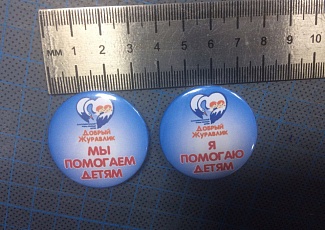 мм 1 2 3 4 5 6 7 8 9 10
ДОБРЫЙ
ЖУРАВЛИК
МЫ
ПОМОГАЕМ
ДЕТЯМ
ДОБРЫЙ
ЖУРАВЛИК
Я
ПОМОГАЮ
ДЕТЯМ